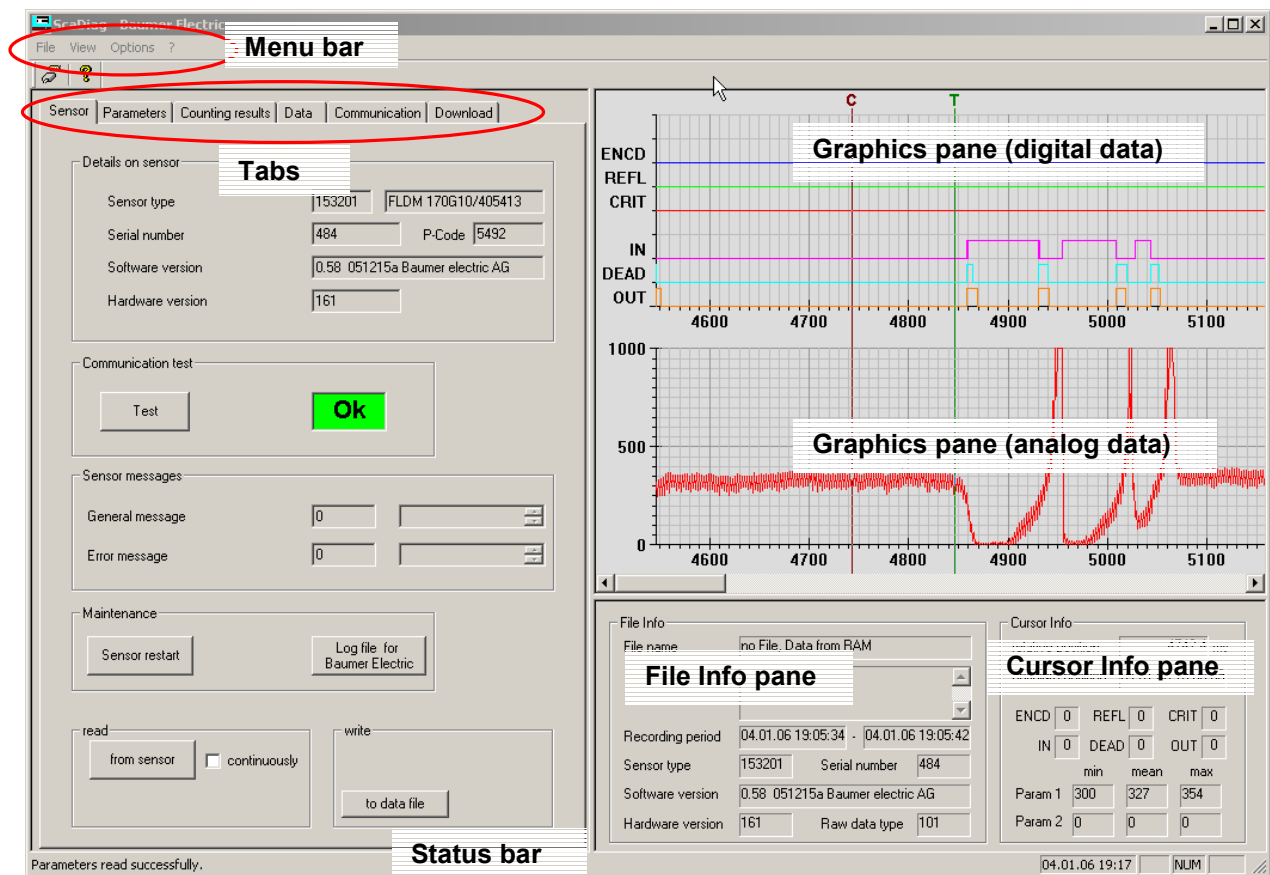 ScaDiag - Baumer Electric
File View Options ?
Menu bar
Sensor Parameters Counting results Data Communication Download
Tabs
Details on sensor
Sensor type 153201 FLDM 170G10/405413
Serial number 484 P-Code 5492
Software version 0.58 051215a Baumer electric AG
Hardware version 161
Communication test
Test Ok
Sensor messages
General message 0
Error message 0
Maintenance
Sensor restart
Log file for
Baumer Electric
read
from sensor continuously
write
to data file
C T
Graphics pane (digital data)
ENCD
REFL
CRIT
IN
DEAD
OUT
4600 4700 4800 4900 5000 5100
1000
500
0
Graphics pane (analog data)
4600 4700 4800 4900 5000 5100
File Info
File name no File, Data from RAM
File Info pane
Recording period 04.01.06 19:05:34 - 04.01.06 19:05:42
Sensor type 153201 Serial number 484
Software version 0.58 051215a Baumer electric AG
Hardware version 161 Raw data type 101
Cursor Info
Cursor Info pane
ENCD 0 REFL 0 CRIT 0
IN 0 DEAD 0 OUT 0
min mean max
Param 1 300 327 354
Param 2 0 0 0
Status bar
Parameters read successfully.
04.01.06 19:17 NUM